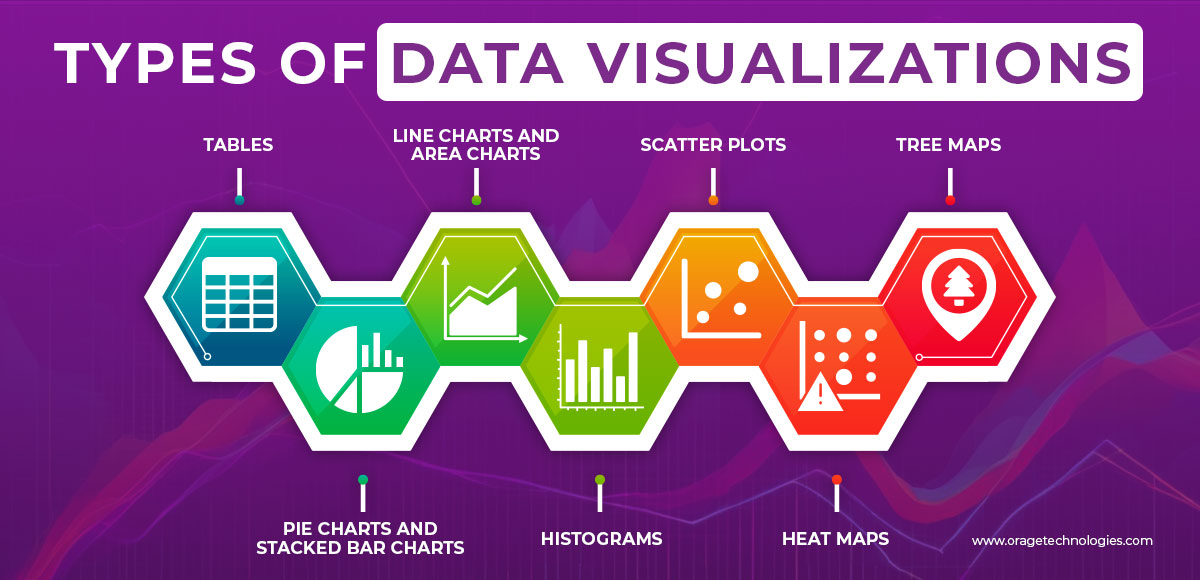 TYPES OF DATA VISUALIZATIONS
TABLES
LINE CHARTS AND
AREA CHARTS
SCATTER PLOTS
TREE MAPS
PIE CHARTS AND
STACKED BAR CHARTS
HISTOGRAMS
HEAT MAPS
www.oragetechnologies.com